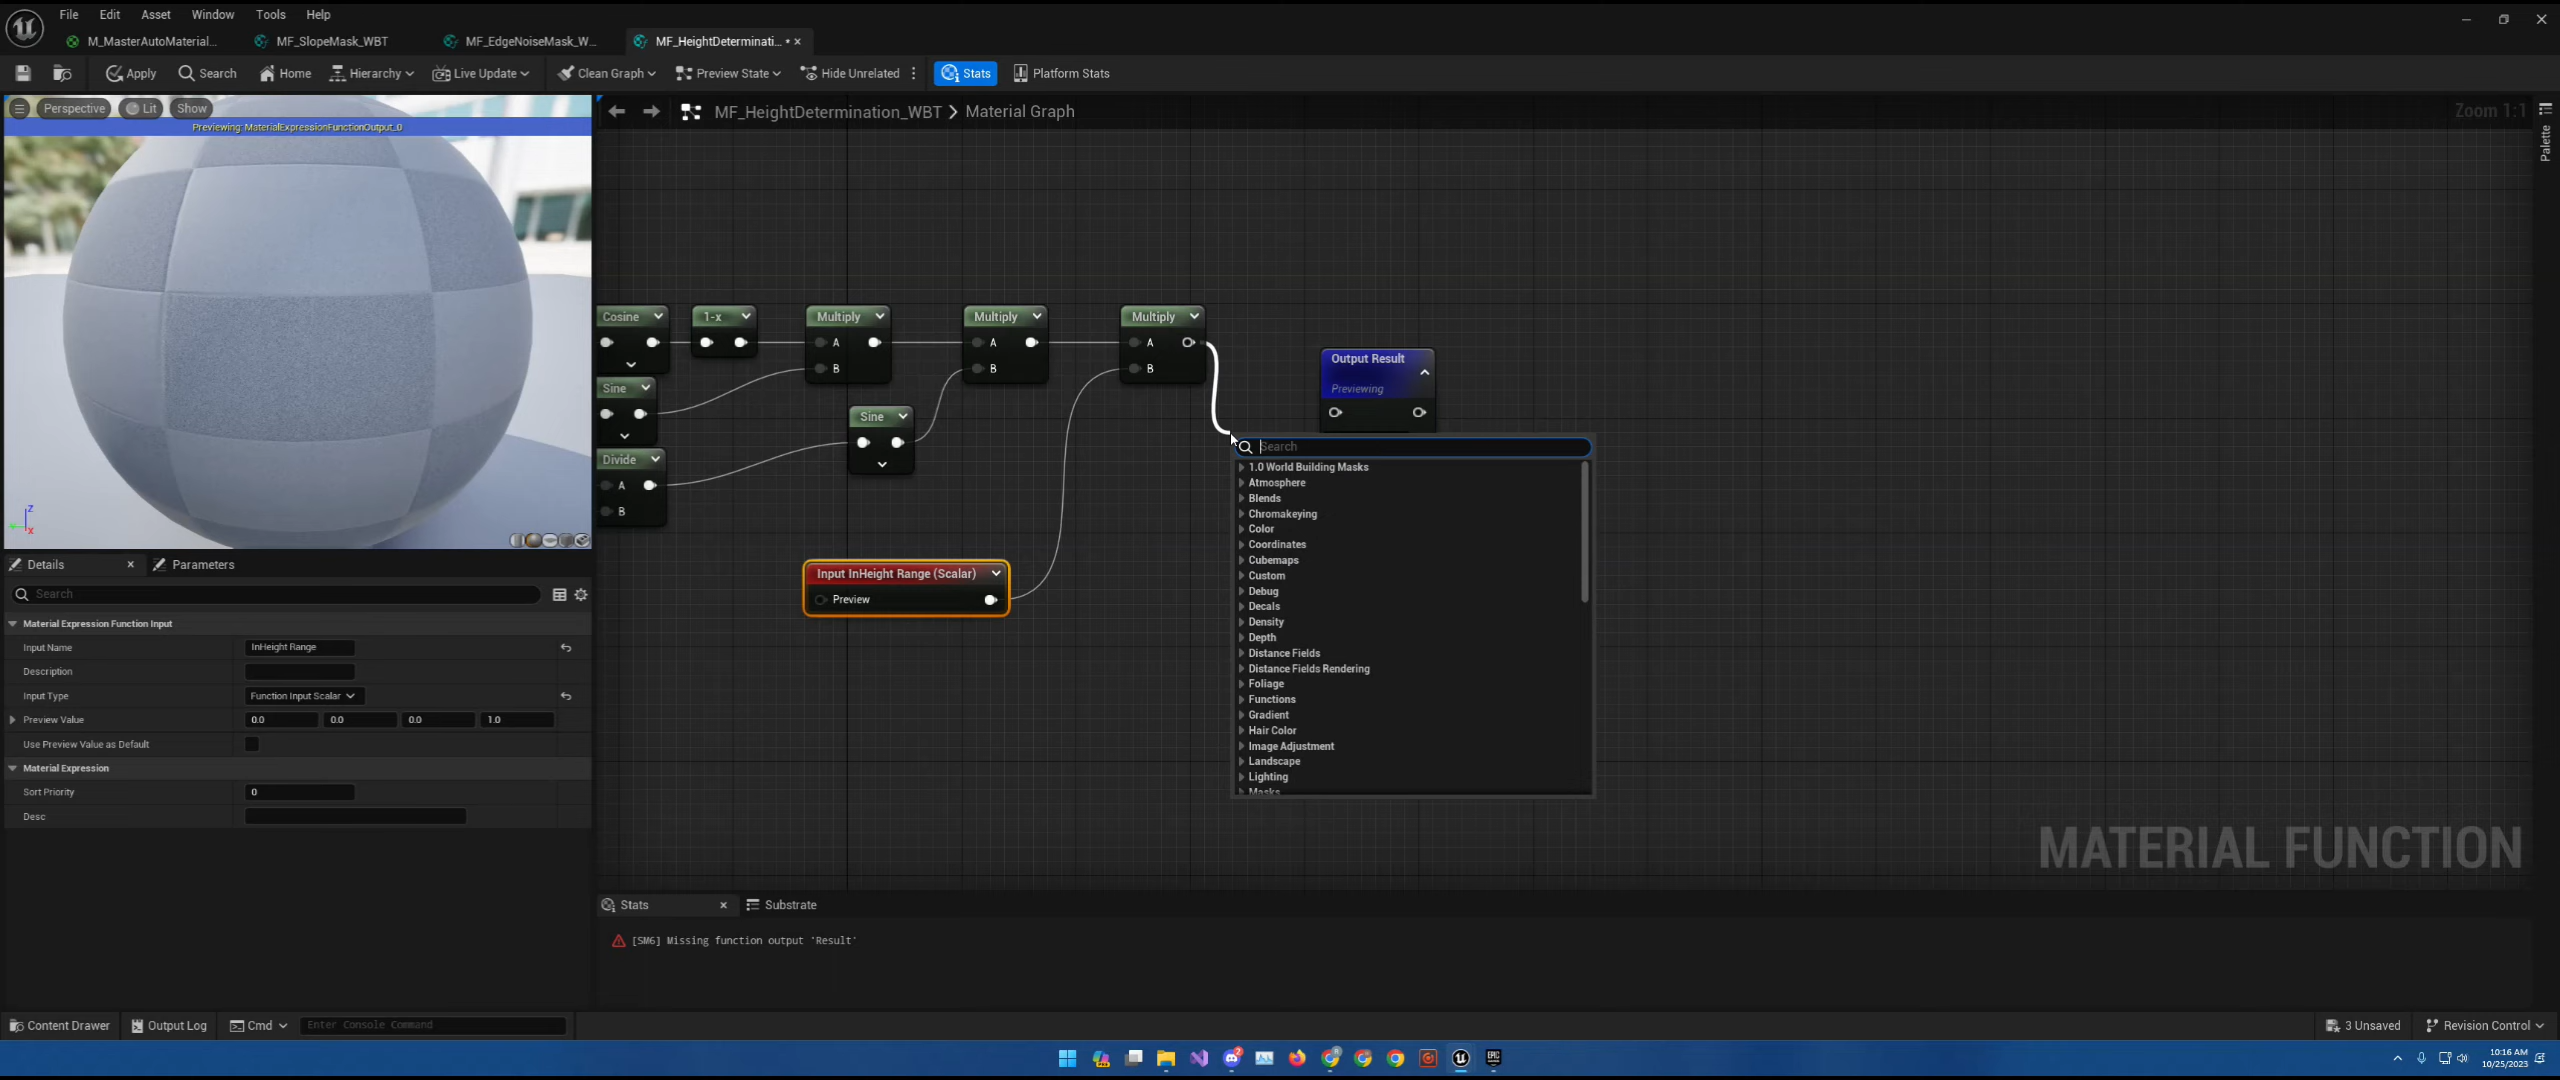 File Edit Asset Window Tools Help
M_MasterAutoMaterial... MF_SlopeMask_WBT MF_EdgeNoiseMask_W... MF_HeightDeterminati... •
Apply Search Home Hierarchy Live Update Clean Graph Preview State Hide Unrelated Stats Platform Stats
Perspective Lit Show
Previewing: MaterialExpressionFunctionOutput_0
MF_HeightDetermination_WBT > Material Graph
Zoom 1:1
Palette
Cosine 1-x Multiply Multiply Multiply
A A A
B B B
Sine
Sine
Divide
A
B
Output Result
Previewing
Input InHeight Range (Scalar)
Preview
Search
1.0 World Building Masks
Atmosphere
Blends
Chromakeying
Color
Coordinates
Cubemaps
Custom
Debug
Decals
Density
Depth
Distance Fields
Distance Fields Rendering
Foliage
Functions
Gradient
Hair Color
Image Adjustment
Landscape
Lighting
Masks
z
x
Details Parameters
Search
Material Expression Function Input
Input Name InHeight Range
Description
Input Type Function Input Scalar
Preview Value 0.0 0.0 0.0 1.0
Use Preview Value as Default
Material Expression
Sort Priority 0
Desc
MATERIAL FUNCTION
Stats Substrate
[SM6] Missing function output 'Result'
Content Drawer Output Log Cmd Enter Console Command
3 Unsaved Revision Control
10:16 AM
10/25/2023